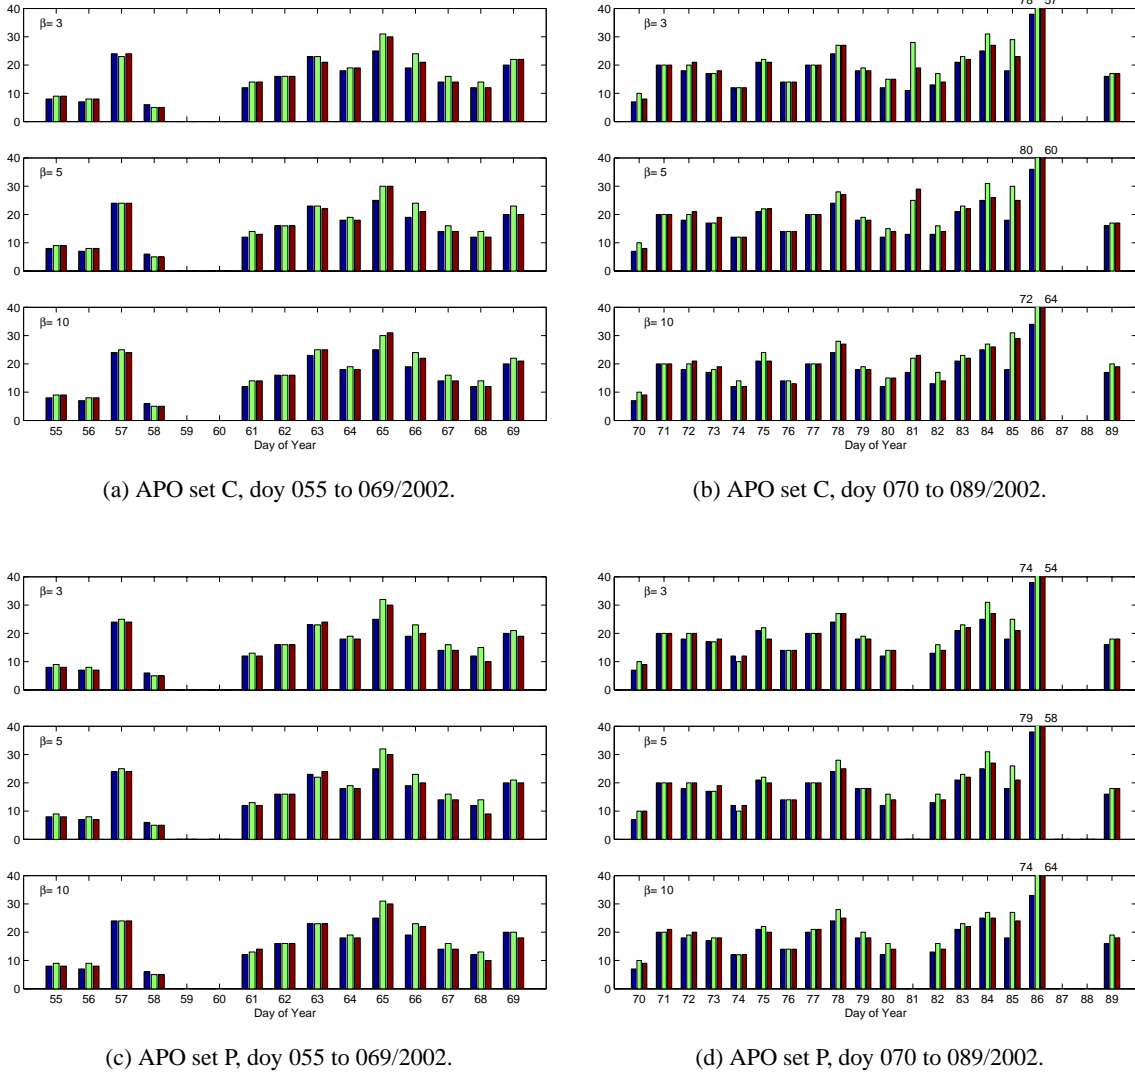 78 57
40 β= 3
30
20
10
0
40 β= 5
30
20
10
0
40 β= 10
30
20
10
0
55 56 57 58 59 60 61 62 63 64 65 66 67 68 69
Day of Year
(a) APO set C, doy 055 to 069/2002.
40 β= 3
30
20
10
0
80 60
40 β= 5
30
20
10
0
72 64
40 β= 10
30
20
10
0
70 71 72 73 74 75 76 77 78 79 80 81 82 83 84 85 86 87 88 89
Day of Year
(b) APO set C, doy 070 to 089/2002.
40 β= 3
30
20
10
0
40 β= 5
30
20
10
0
40 β= 10
30
20
10
0
55 56 57 58 59 60 61 62 63 64 65 66 67 68 69
Day of Year
(c) APO set P, doy 055 to 069/2002.
74 54
40 β= 3
30
20
10
0
79 58
40 β= 5
30
20
10
0
74 64
40 β= 10
30
20
10
0
70 71 72 73 74 75 76 77 78 79 80 81 82 83 84 85 86 87 88 89
Day of Year
(d) APO set P, doy 070 to 089/2002.